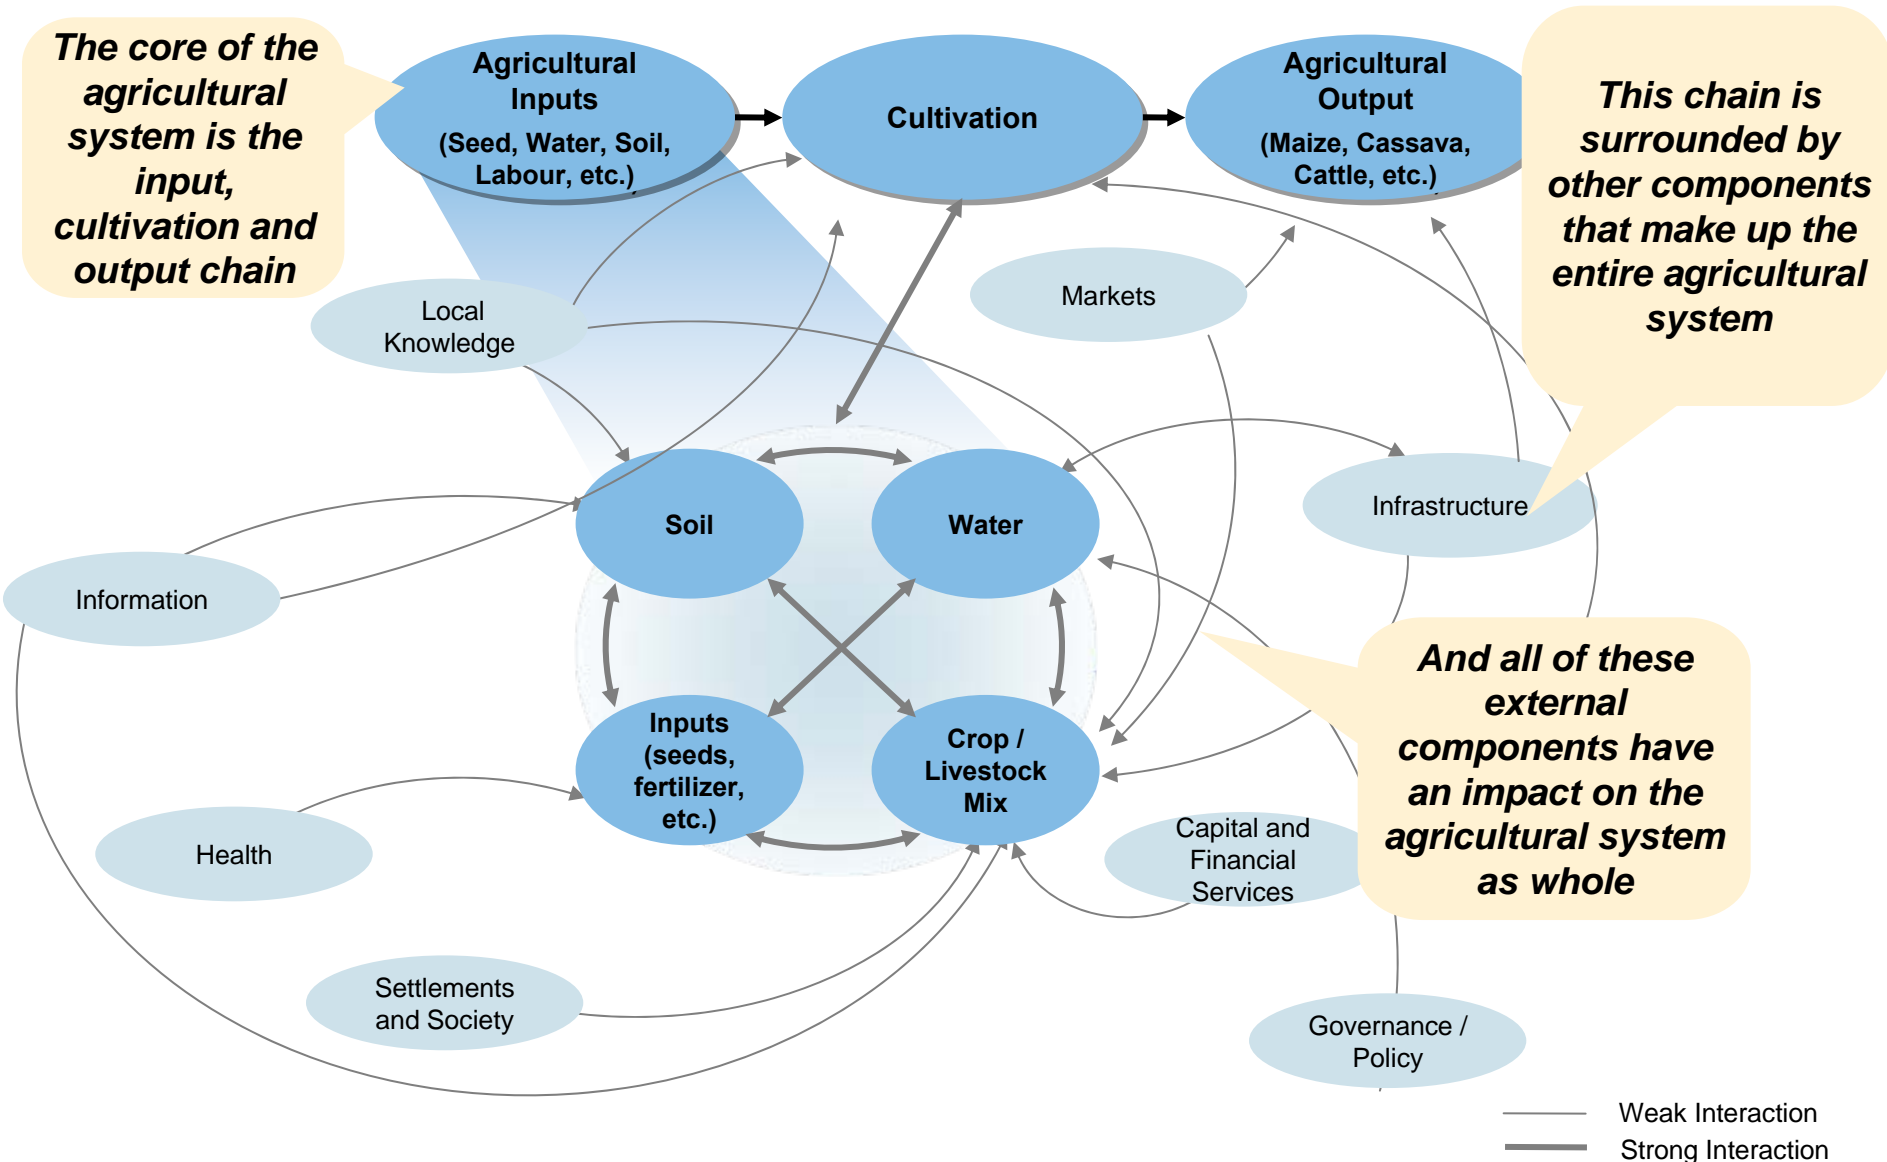 The core of the
agricultural
system is the
input,
cultivation and
output chain
Agricultural
Inputs
(Seed, Water, Soil,
Labour, etc.)
Cultivation
Agricultural
Output
(Maize, Cassava,
Cattle, etc.)
This chain is
surrounded by
other components
that make up the
entire agricultural
system
Local
Knowledge
Markets
Soil
Water
Infrastructure
Information
Inputs
(seeds,
fertilizer,
etc.)
Crop /
Livestock
Mix
And all of these
external
components have
an impact on the
agricultural system
as whole
Health
Capital and
Financial
Services
Settlements
and Society
Governance /
Policy
Weak Interaction
Strong Interaction